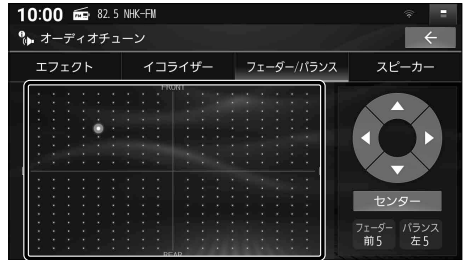 10:00 FM 82.5 NHK-FM
オーディオチューン
エフェクト イコライザー フェーダー/バランス スピーカー
FRONT
センター
フェーダー バランス
前5 左5
REAR